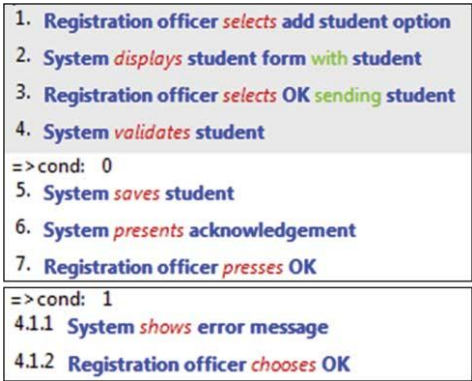 1. Registration officer selects add student option
2. System displays student form with student
3. Registration officer selects OK sending student
4. System validates student
=>cond: 0
5. System saves student
6. System presents acknowledgement
7. Registration officer presses OK
=>cond: 1
4.1.1 System shows error message
4.1.2 Registration officer chooses OK